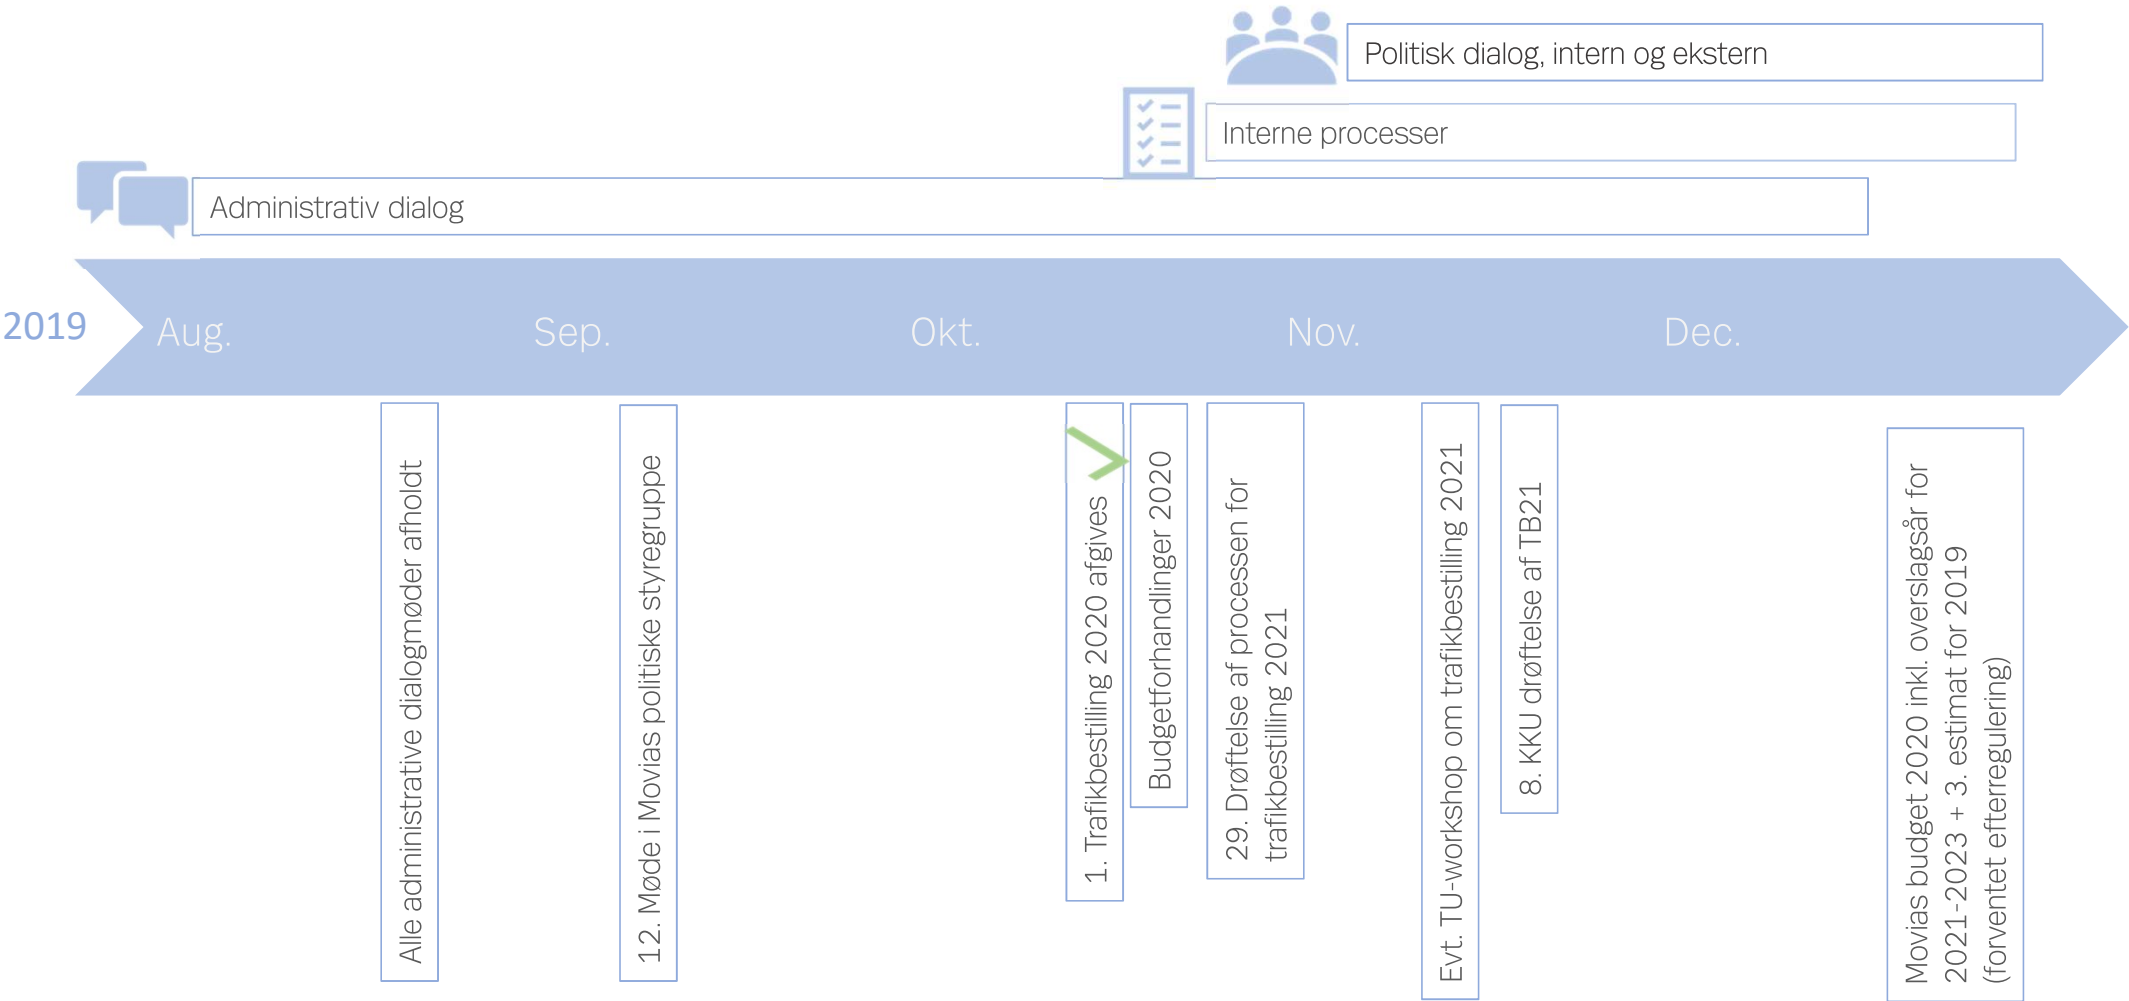 Politisk dialog, intern og ekstern
Interne processer
Administrativ dialog
2019
Aug.
Sep.
Okt.
Nov.
Dec.
Alle administrative dialogmøder afholdt
12. Møde i Movias politiske styregruppe
1. Trafikbestilling 2020 afgives
Budgetforhandlinger 2020
29. Drøftelse af processen for
trafikbestilling 2021
Evt. TU-workshop om trafikbestilling 2021
8. KKU drøftelse af TB21
Movias budget 2020 inkl. overslagsår for
2021-2023 + 3. estimat for 2019
(forventet efterregulering)